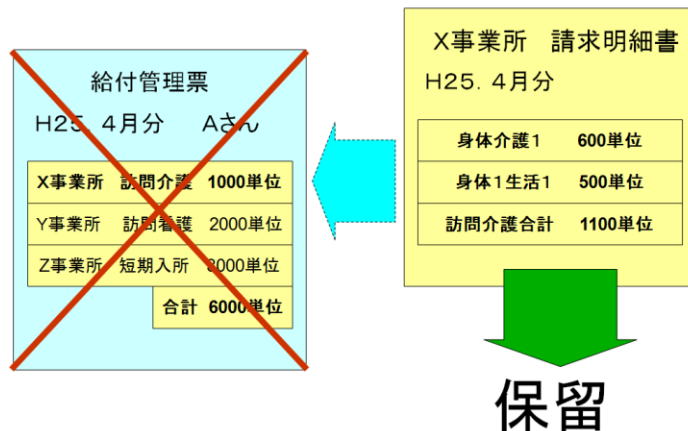 給付管理票
H25. 4月分 Aさん
X事業所 訪問介護 1000単位
Y事業所 訪問看護 2000単位
Z事業所 短期入所 3000単位
合計 6000単位
X事業所 請求明細書
H25. 4月分
身体介護1 600単位
身体1生活1 500単位
訪問介護合計 1100単位
保留